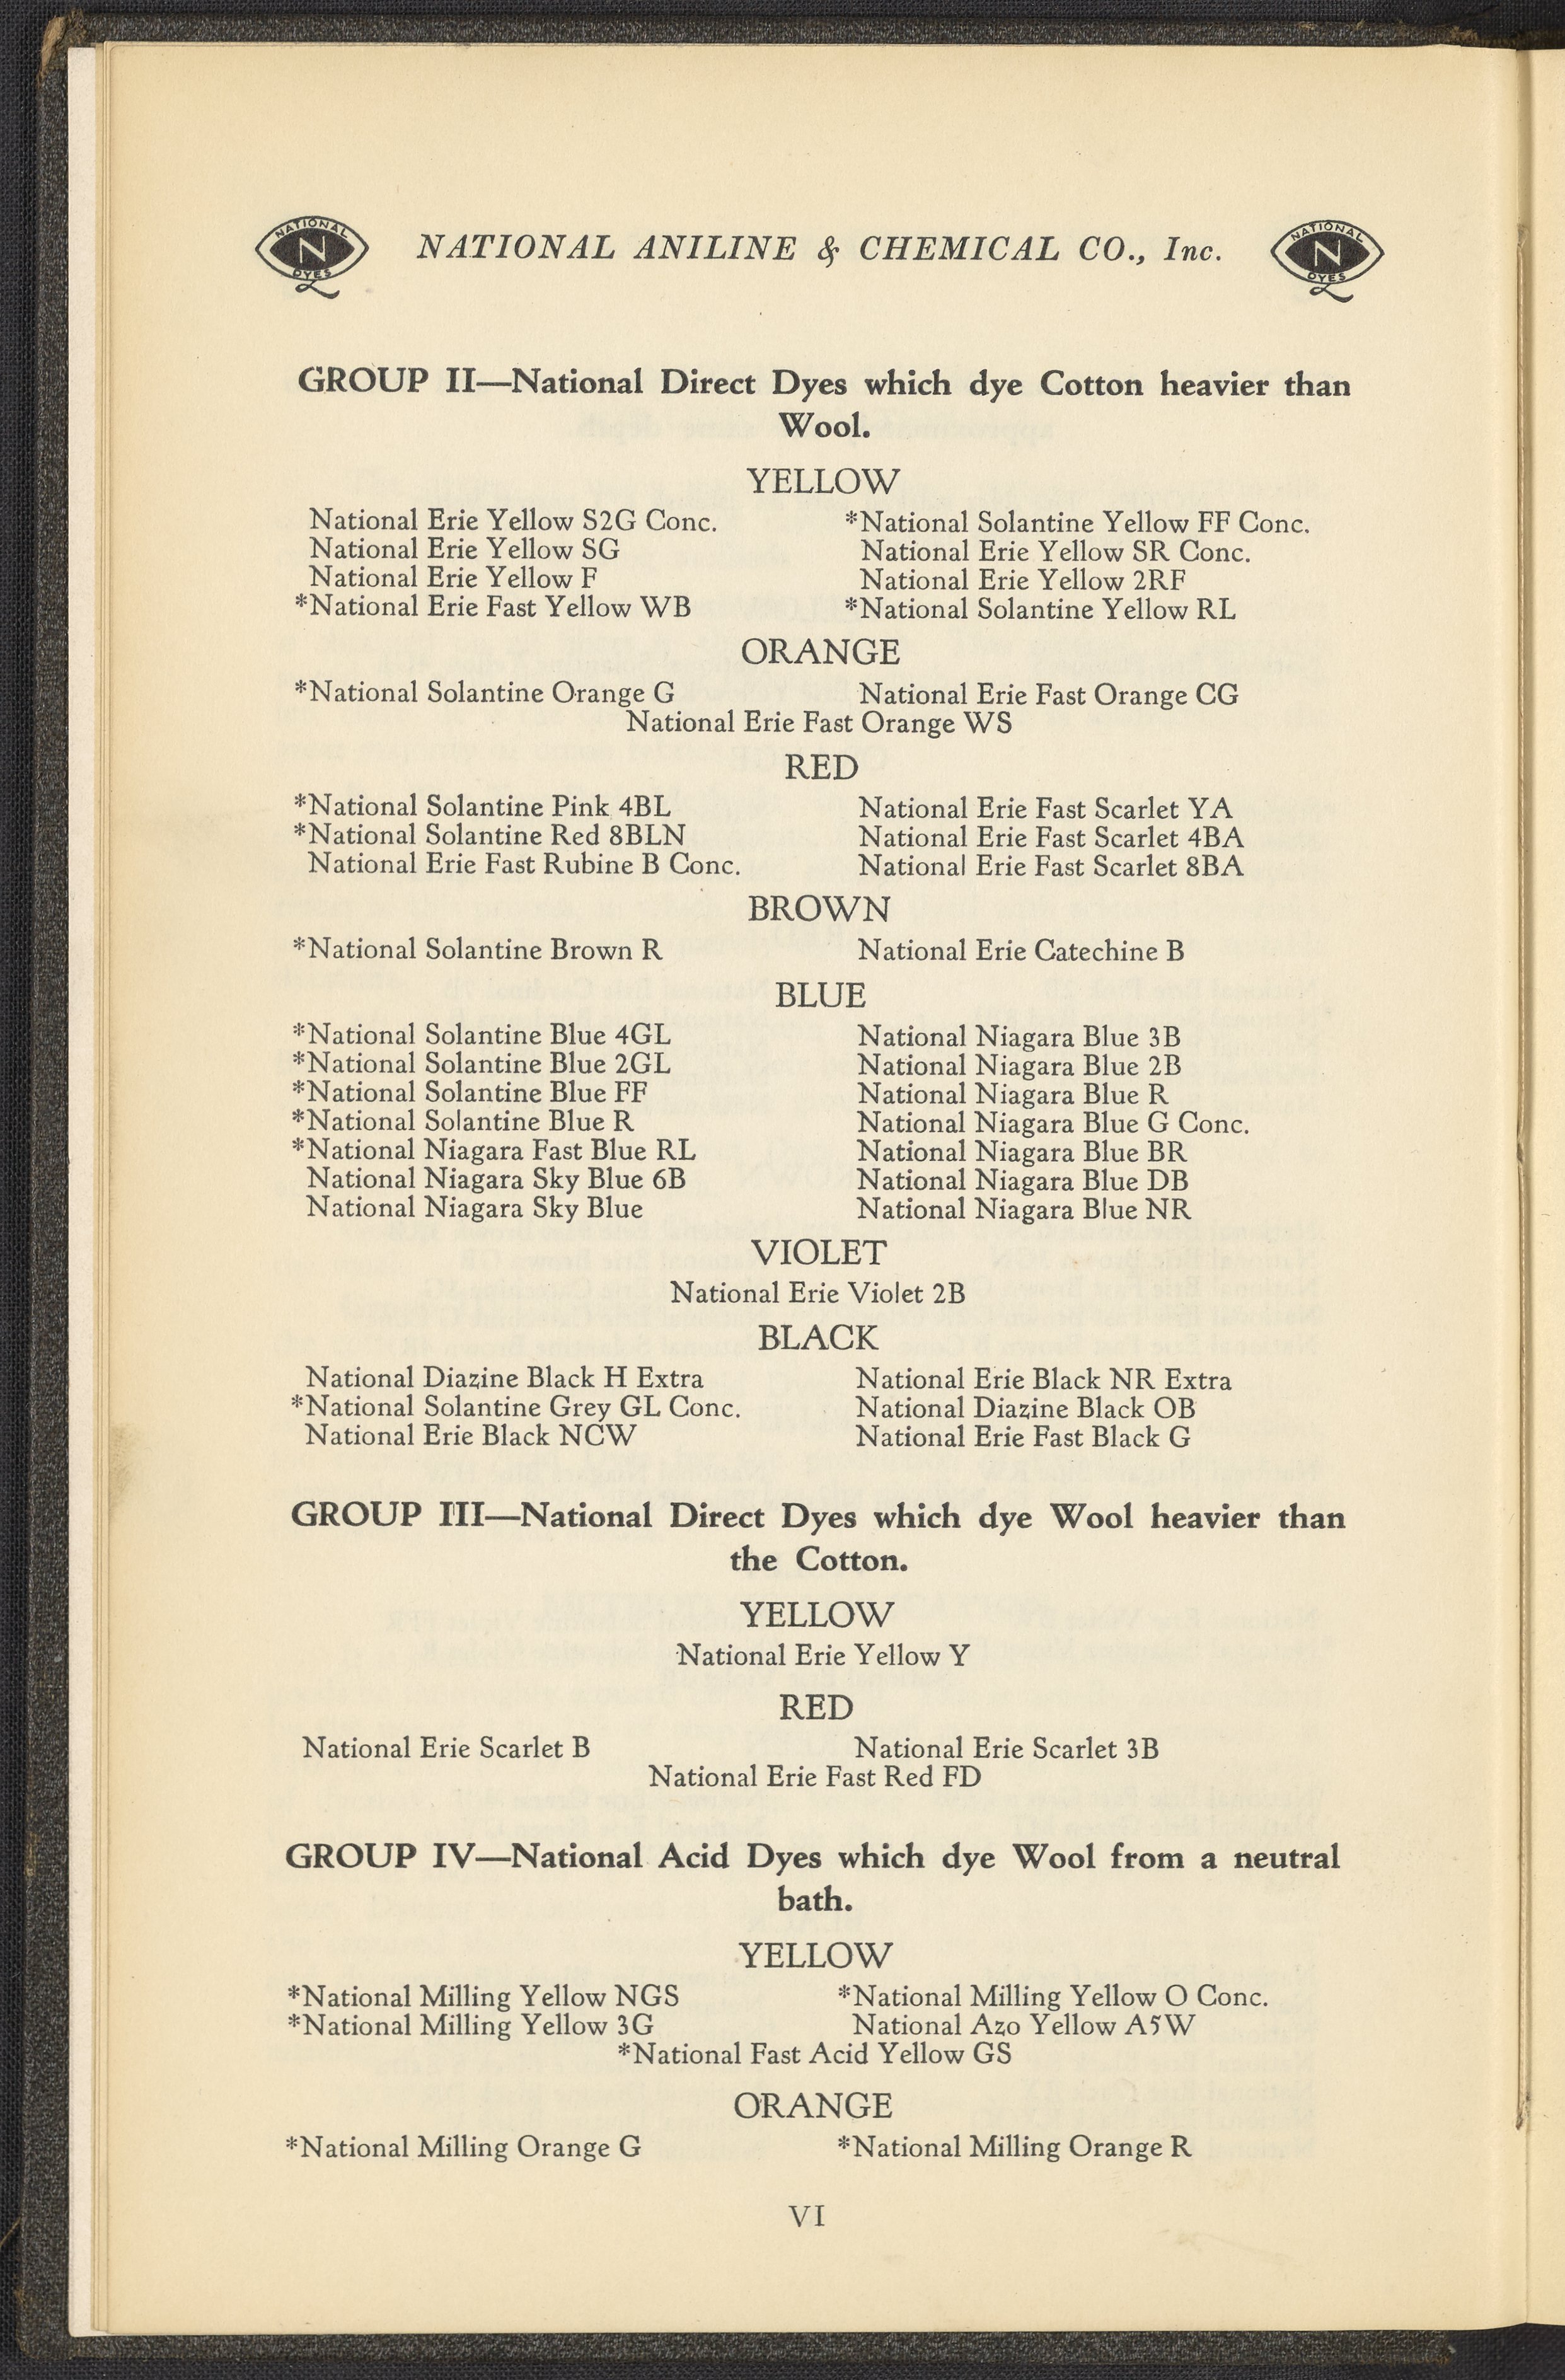 NATIONAL N DYES
NATIONAL ANILINE & CHEMICAL CO., Inc.
NATIONAL N DYES
GROUP II—National Direct Dyes which dye Cotton heavier than
Wool.
YELLOW
National Erie Yellow S2G Conc.
National Erie Yellow SG
National Erie Yellow F
*National Erie Fast Yellow WB
*National Solantine Yellow FF Conc.
National Erie Yellow SR Conc.
National Erie Yellow 2RF
*National Solantine Yellow RL
ORANGE
*National Solantine Orange G
National Erie Fast Orange CG
National Erie Fast Orange WS
RED
*National Solantine Pink 4BL
*National Solantine Red 8BLN
National Erie Fast Rubine B Conc.
National Erie Fast Scarlet YA
National Erie Fast Scarlet 4BA
National Erie Fast Scarlet 8BA
BROWN
*National Solantine Brown R
National Erie Catechine B
BLUE
*National Solantine Blue 4GL
*National Solantine Blue 2GL
*National Solantine Blue FF
*National Solantine Blue R
*National Niagara Fast Blue RL
National Niagara Sky Blue 6B
National Niagara Sky Blue
National Niagara Blue 3B
National Niagara Blue 2B
National Niagara Blue R
National Niagara Blue G Conc.
National Niagara Blue BR
National Niagara Blue DB
National Niagara Blue NR
VIOLET
National Erie Violet 2B
BLACK
National Diazine Black H Extra
*National Solantine Grey GL Conc.
National Erie Black NCW
National Erie Black NR Extra
National Diazine Black OB
National Erie Fast Black G
GROUP III—National Direct Dyes which dye Wool heavier than
the Cotton.
YELLOW
National Erie Yellow Y
RED
National Erie Scarlet B
National Erie Scarlet 3B
National Erie Fast Red FD
GROUP IV—National Acid Dyes which dye Wool from a neutral
bath.
YELLOW
*National Milling Yellow NGS
*National Milling Yellow 3G
*National Milling Yellow O Conc.
National Azo Yellow A5W
*National Fast Acid Yellow GS
ORANGE
*National Milling Orange G
*National Milling Orange R
VI